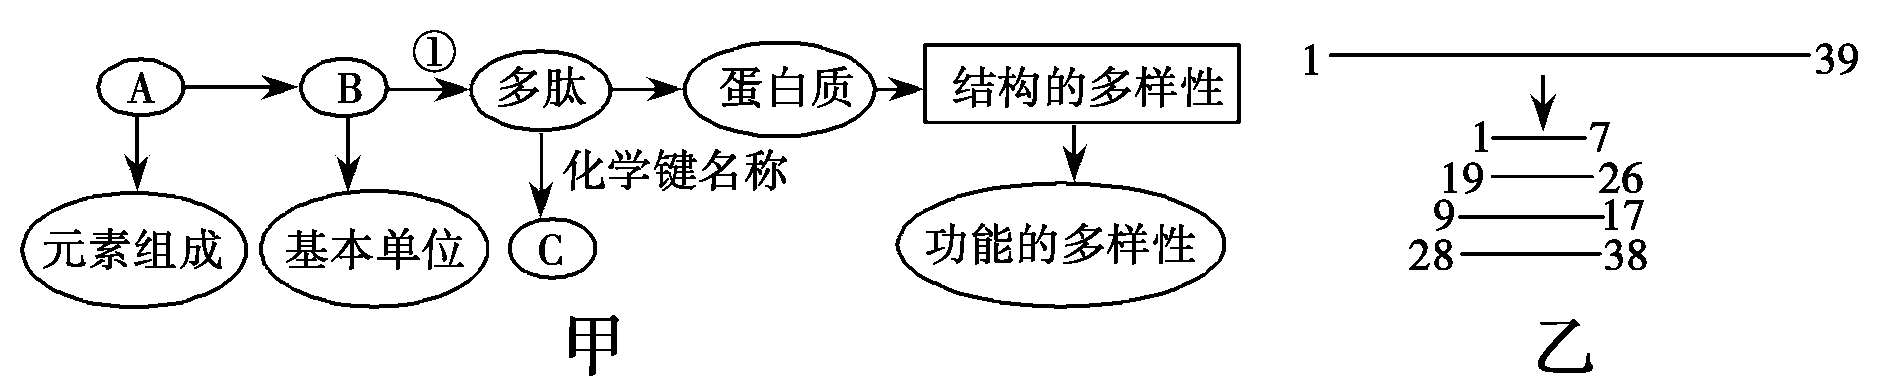 A
B
①
多肽
蛋白质
结构的多样性
化学键名称
元素组成
基本单位
C
功能的多样性
甲
1 39
1 7
19 26
9 17
28 38
乙